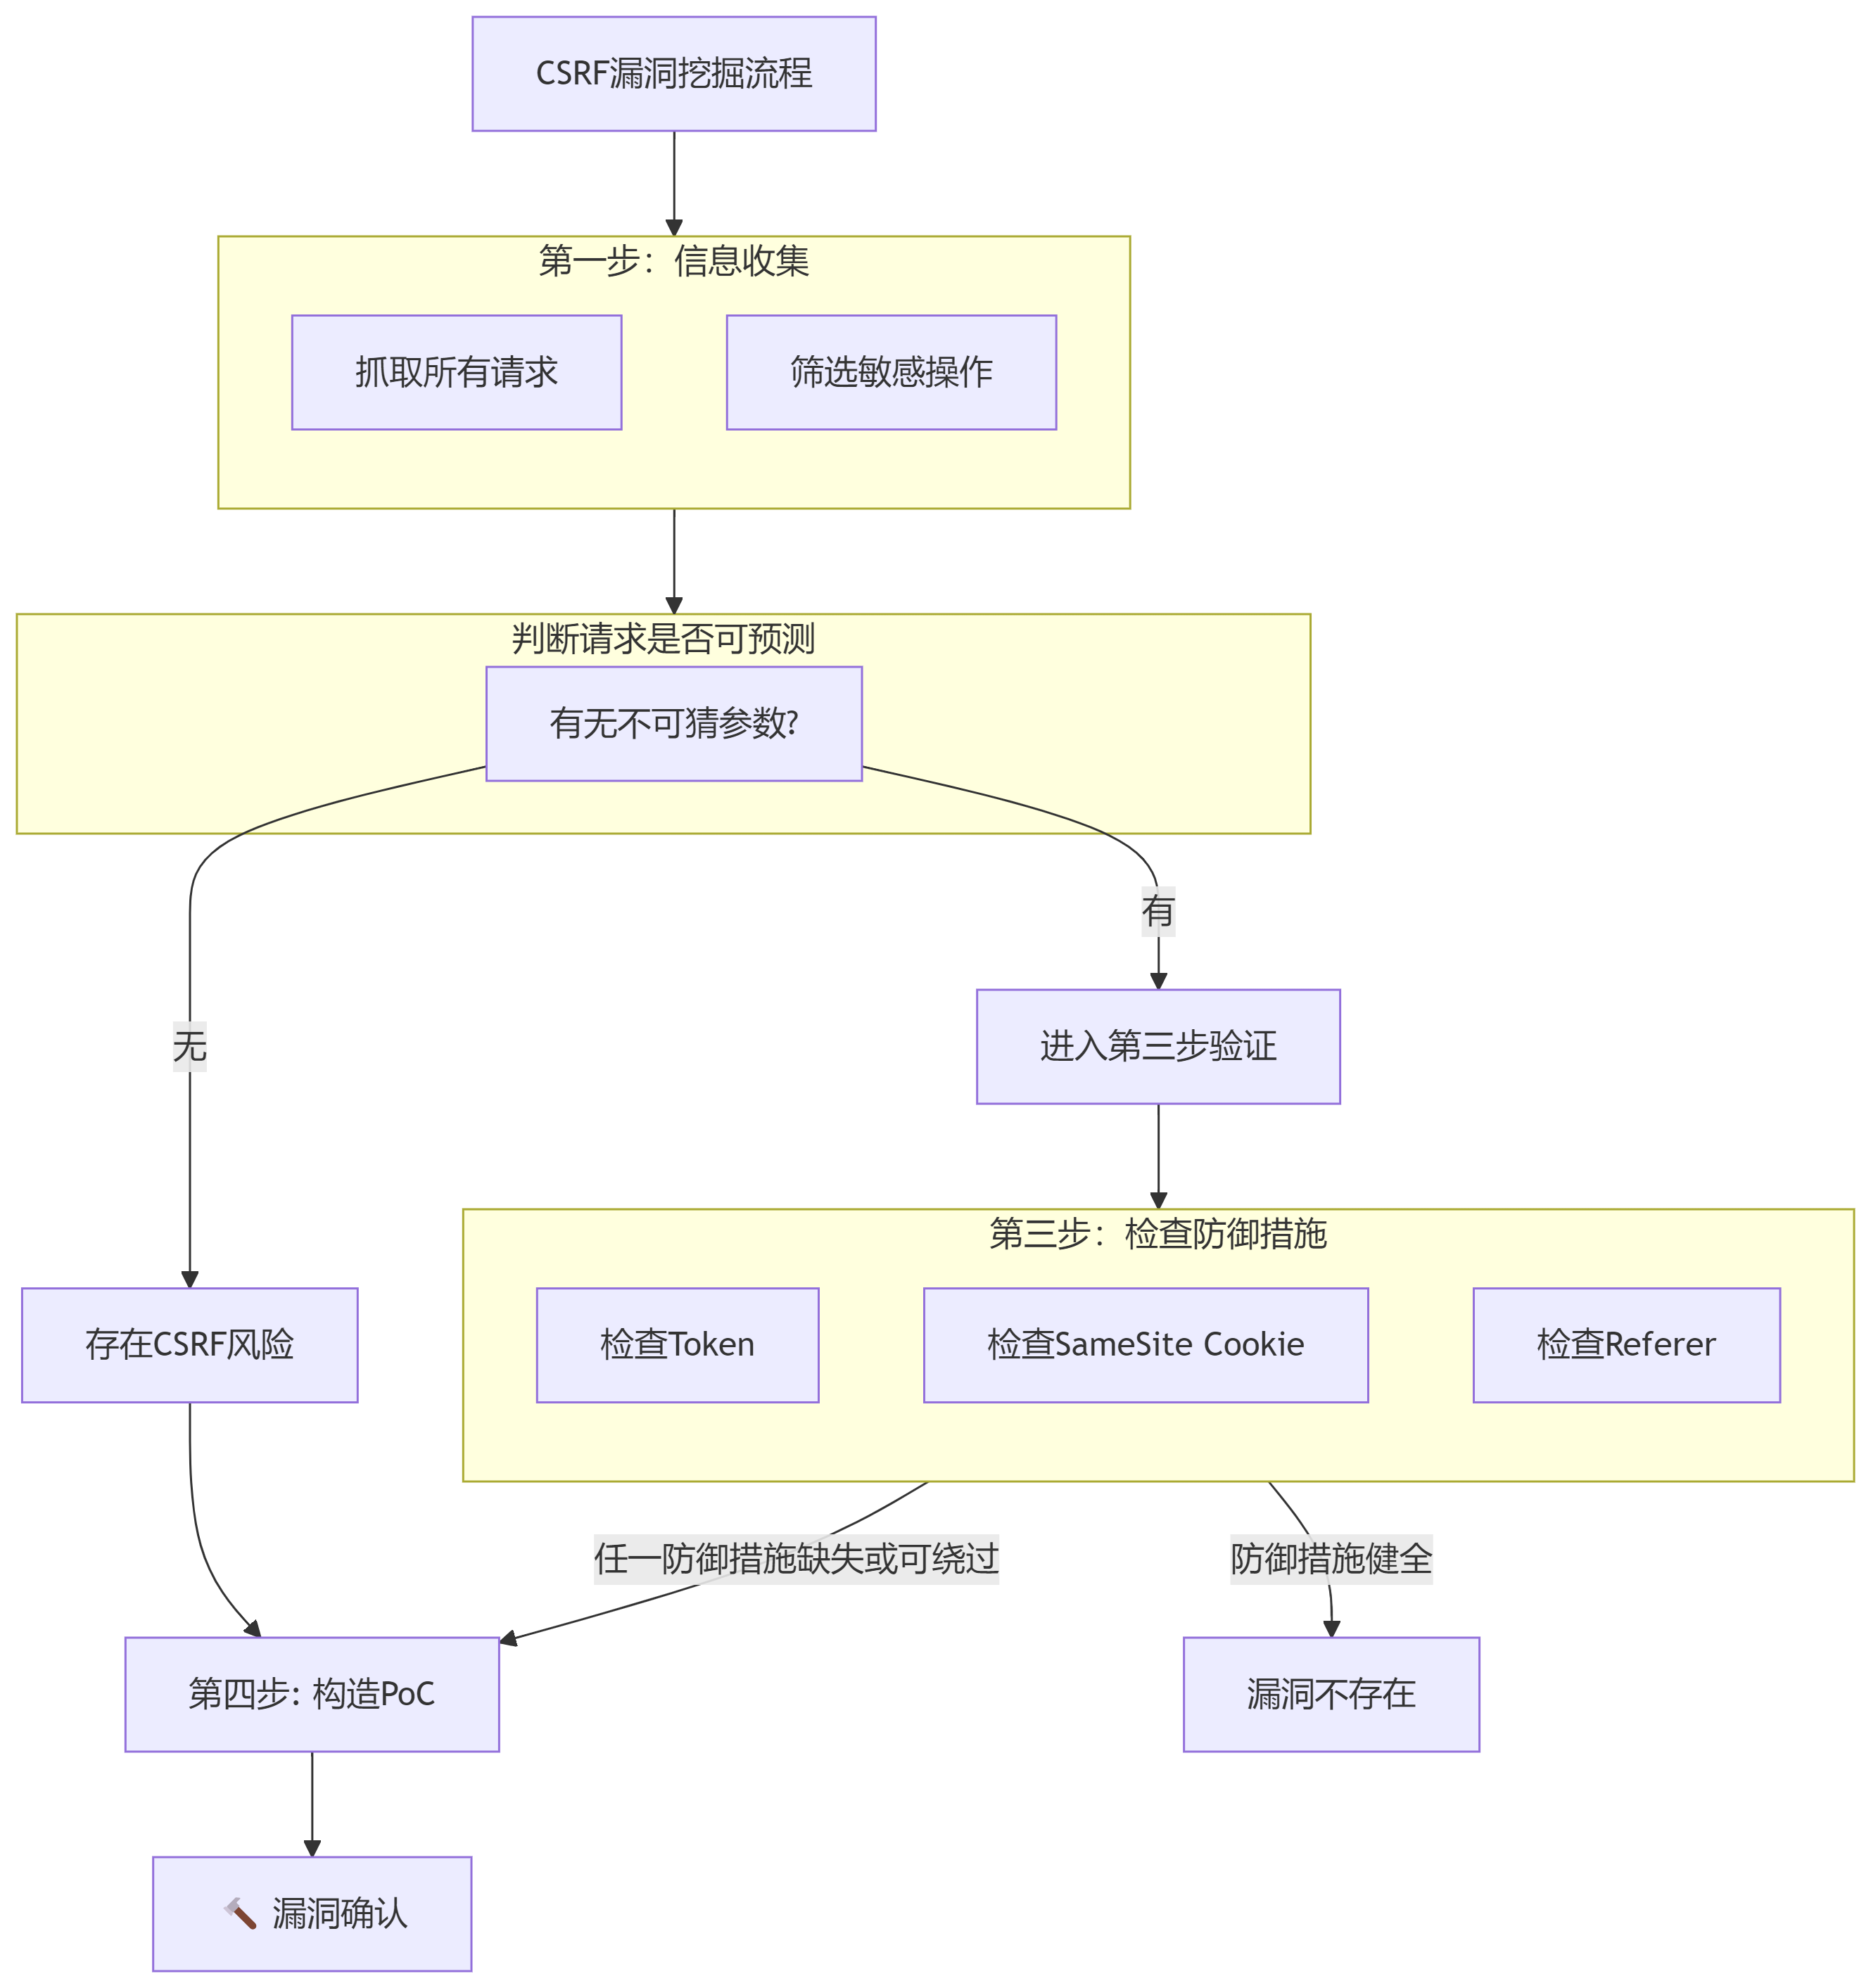 CSRF漏洞挖掘流程
第一步：信息收集
抓取所有请求
筛选敏感操作
判断请求是否可预测
有无不可猜参数?
有
无
进入第三步验证
第三步：检查防御措施
存在CSRF风险
检查Token
检查SameSite Cookie
检查Referer
任一防御措施缺失或可绕过
防御措施健全
第四步: 构造PoC
漏洞不存在
🔨 漏洞确认